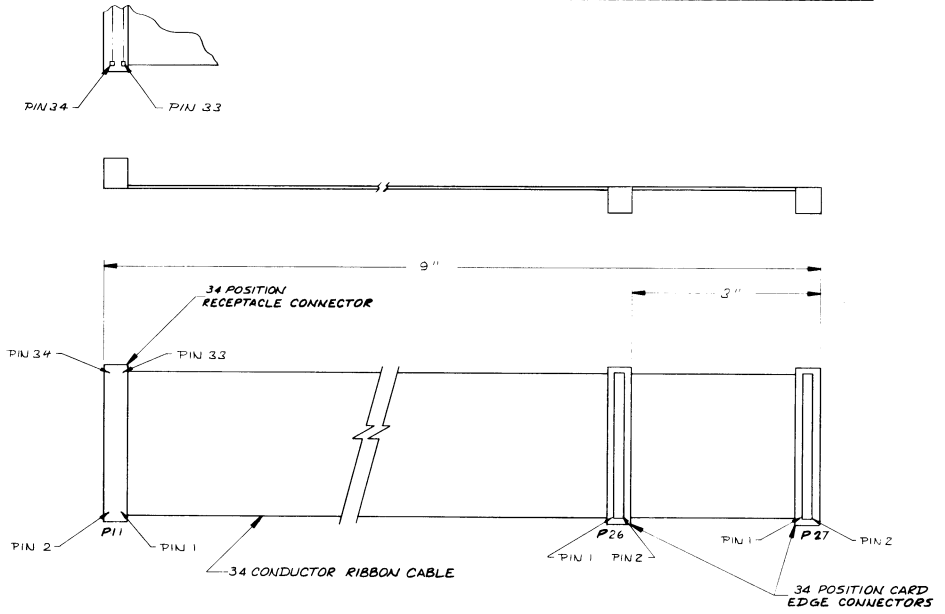 PIN 34
PIN 33
9"
3"
34 POSITION
RECEPTACLE CONNECTOR
PIN 34
PIN 33
P11
PIN 2
PIN 1
34 CONDUCTOR RIBBON CABLE
P26
PIN 1
PIN 2
P27
PIN 1
PIN 2
34 POSITION CARD
EDGE CONNECTORS